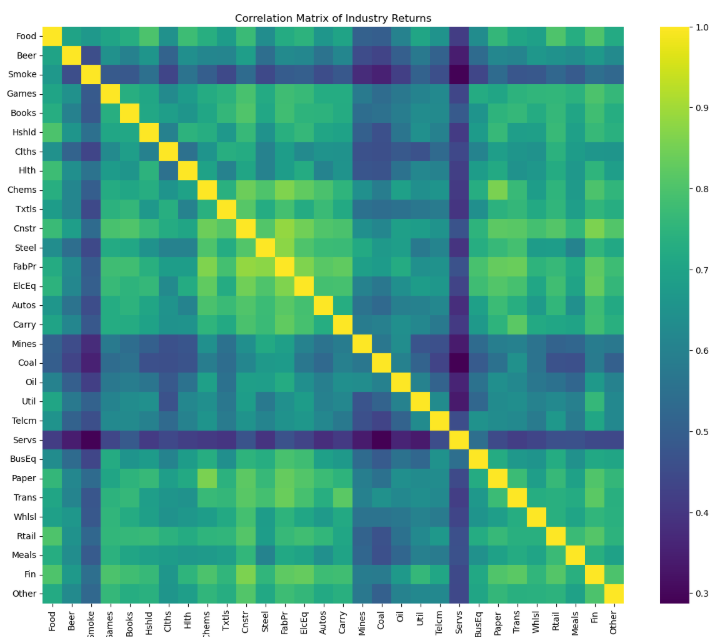 Correlation Matrix of Industry Returns
Food
Beer
Smoke
Games
Books
Hshld
Clths
Hlth
Chems
Txtls
Cnstr
Steel
FabPr
ElcEq
Autos
Carry
Mines
Coal
Oil
Util
Telcm
Servs
BusEq
Paper
Trans
Whlsl
Rtail
Meals
Fin
Other
Food
Beer
Smoke
Games
Books
Hshld
Clths
Hlth
Chems
Txtls
Cnstr
Steel
FabPr
ElcEq
Autos
Carry
Mines
Coal
Oil
Util
Telcm
Servs
BusEq
Paper
Trans
Whlsl
Rtail
Meals
Fin
Other
1.0
0.9
0.8
0.7
0.6
0.5
0.4
0.3